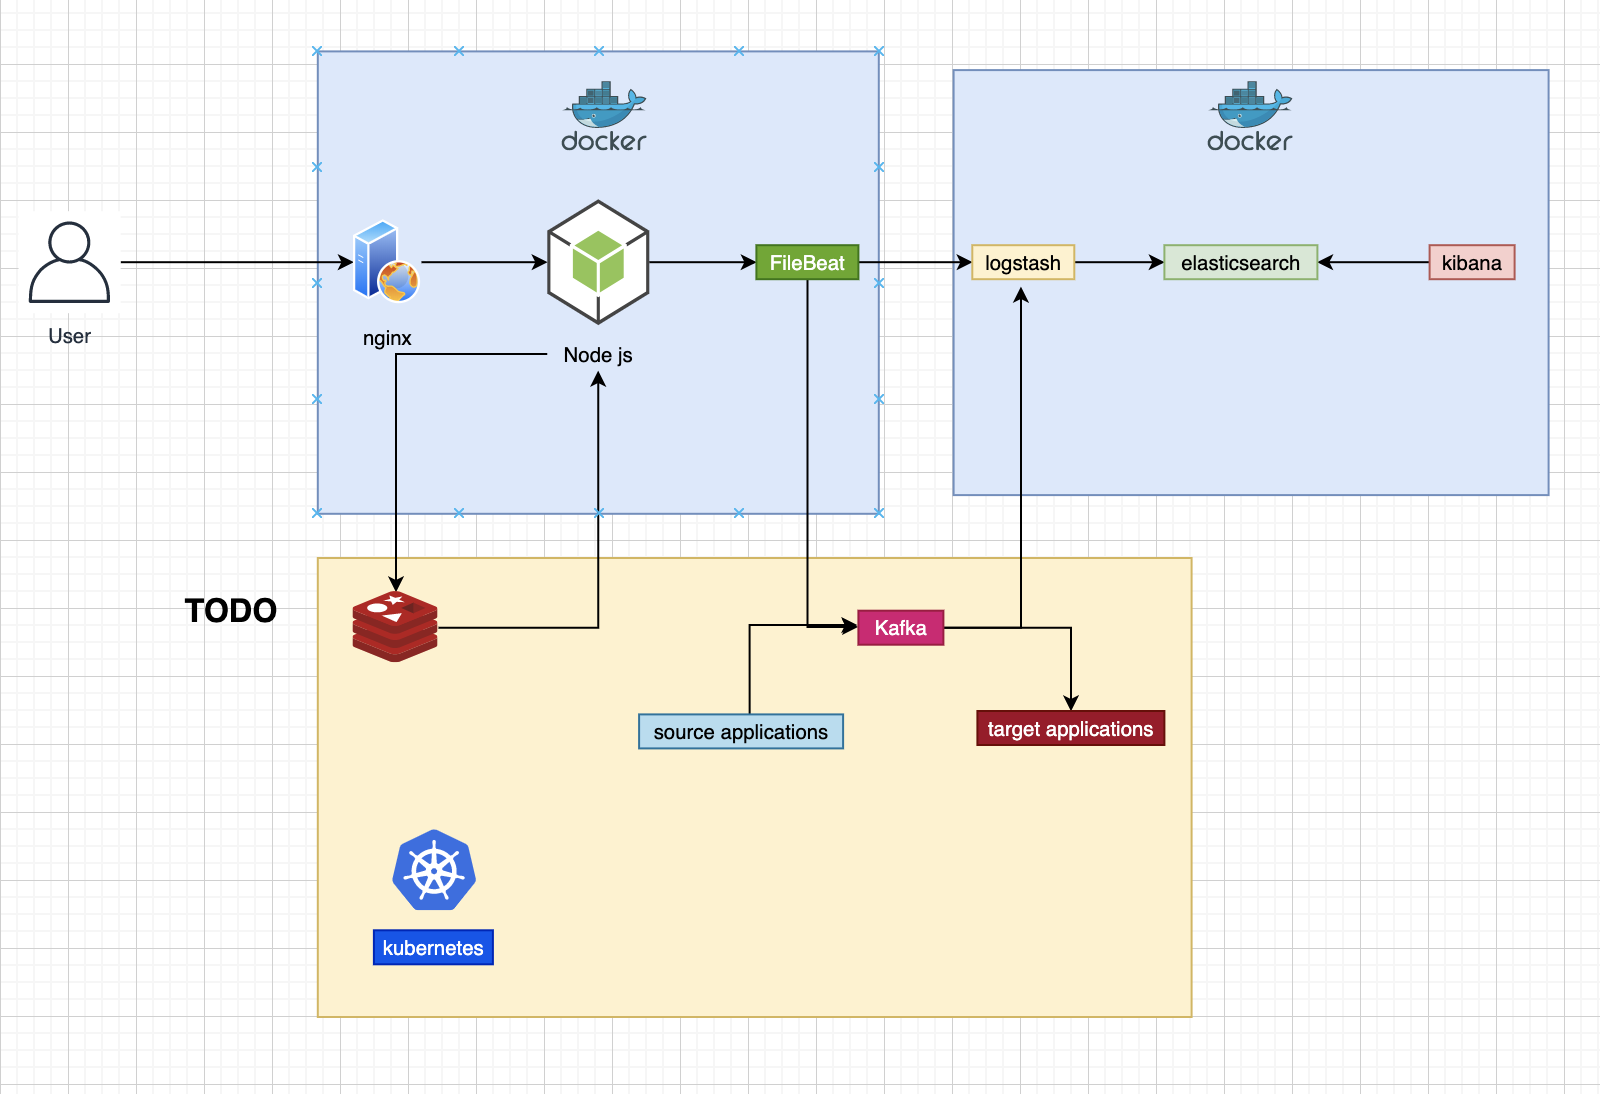 docker
docker
User
nginx
Node js
FileBeat
logstash
elasticsearch
kibana
TODO
Kafka
source applications
target applications
kubernetes